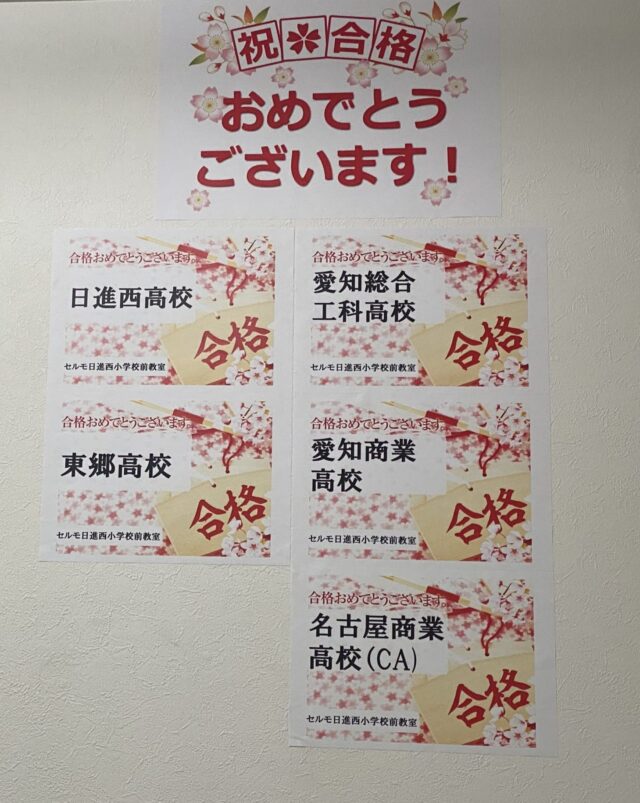 祝合格
おめでとう
ございます！
合格おめでとうございます。
日進西高校
合格
セルモ日進西小学校前教室
合格おめでとうございます。
東郷高校
合格
セルモ日進西小学校前教室
合格おめでとうございます。
愛知総合
工科高校
合格
セルモ日進西小学校前教室
合格おめでとうございます。
愛知商業
高校
合格
セルモ日進西小学校前教室
合格おめでとうございます。
名古屋商業
高校(CA)
合格
セルモ日進西小学校前教室